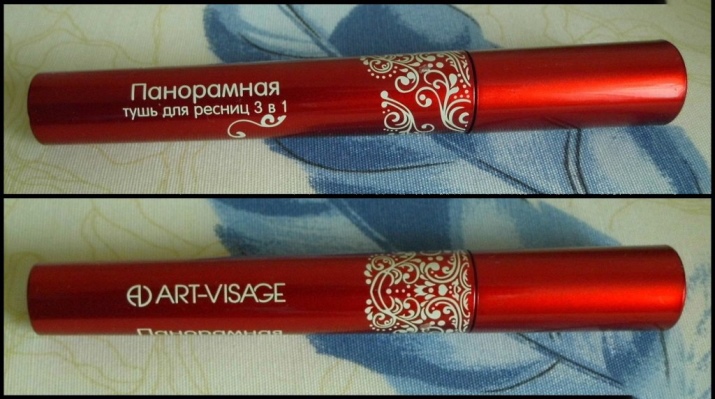 Панорамная
тушь для ресниц 3 в 1
ART-VISAGE
Панорамная